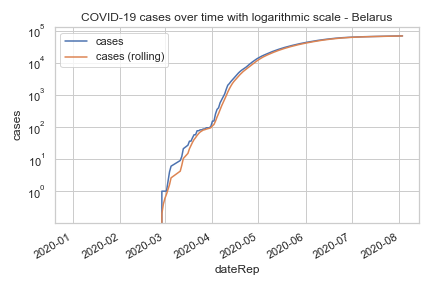 COVID-19 cases over time with logarithmic scale - Belarus
cases
cases (rolling)
10⁵
10⁴
10³
10²
10¹
10⁰
cases
2020-01
2020-02
2020-03
2020-04
2020-05
2020-06
2020-07
2020-08
dateRep